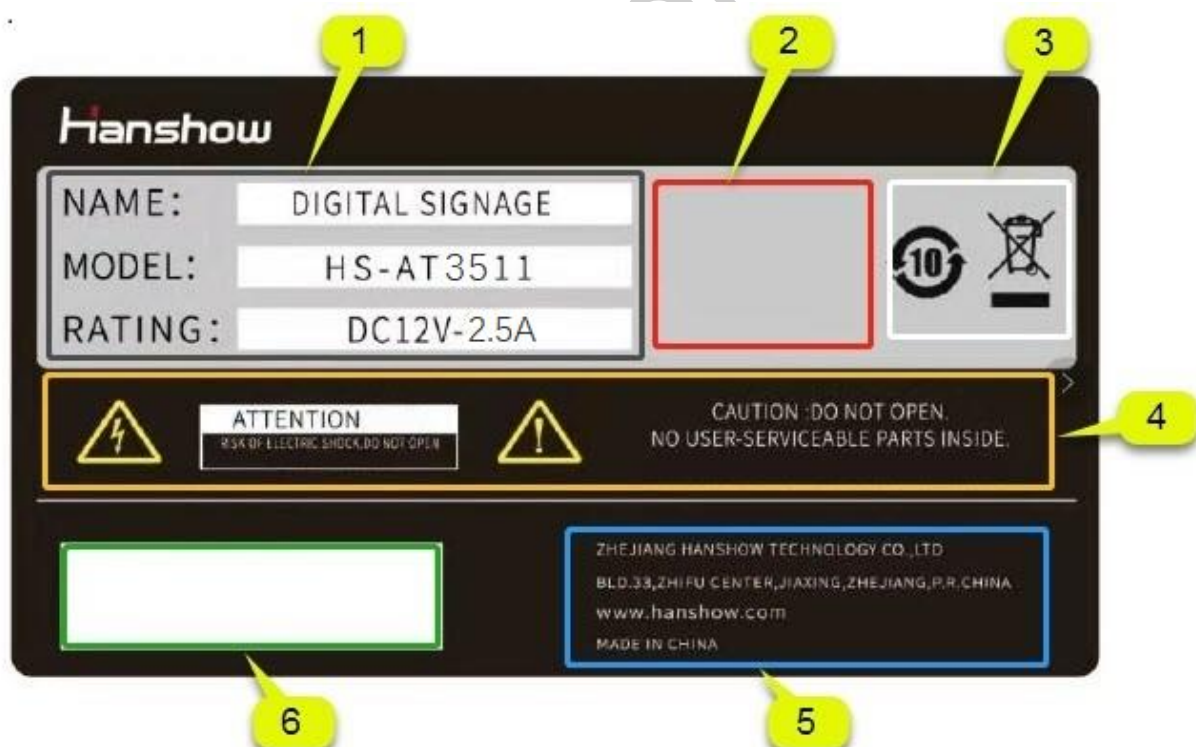 1
2
3
Hanshow
NAME: DIGITAL SIGNAGE
MODEL: HS-AT3511
RATING: DC12V-2.5A
10
ATTENTION
RISK OF ELECTRIC SHOCK,DO NOT OPEN
CAUTION :DO NOT OPEN.
NO USER-SERVICEABLE PARTS INSIDE.
4
ZHEJIANG HANSHOW TECHNOLOGY CO.,LTD
BLD.33,ZHIFU CENTER,JIAXING,ZHEJIANG,P.R.CHINA
www.hanshow.com
MADE IN CHINA
6
5